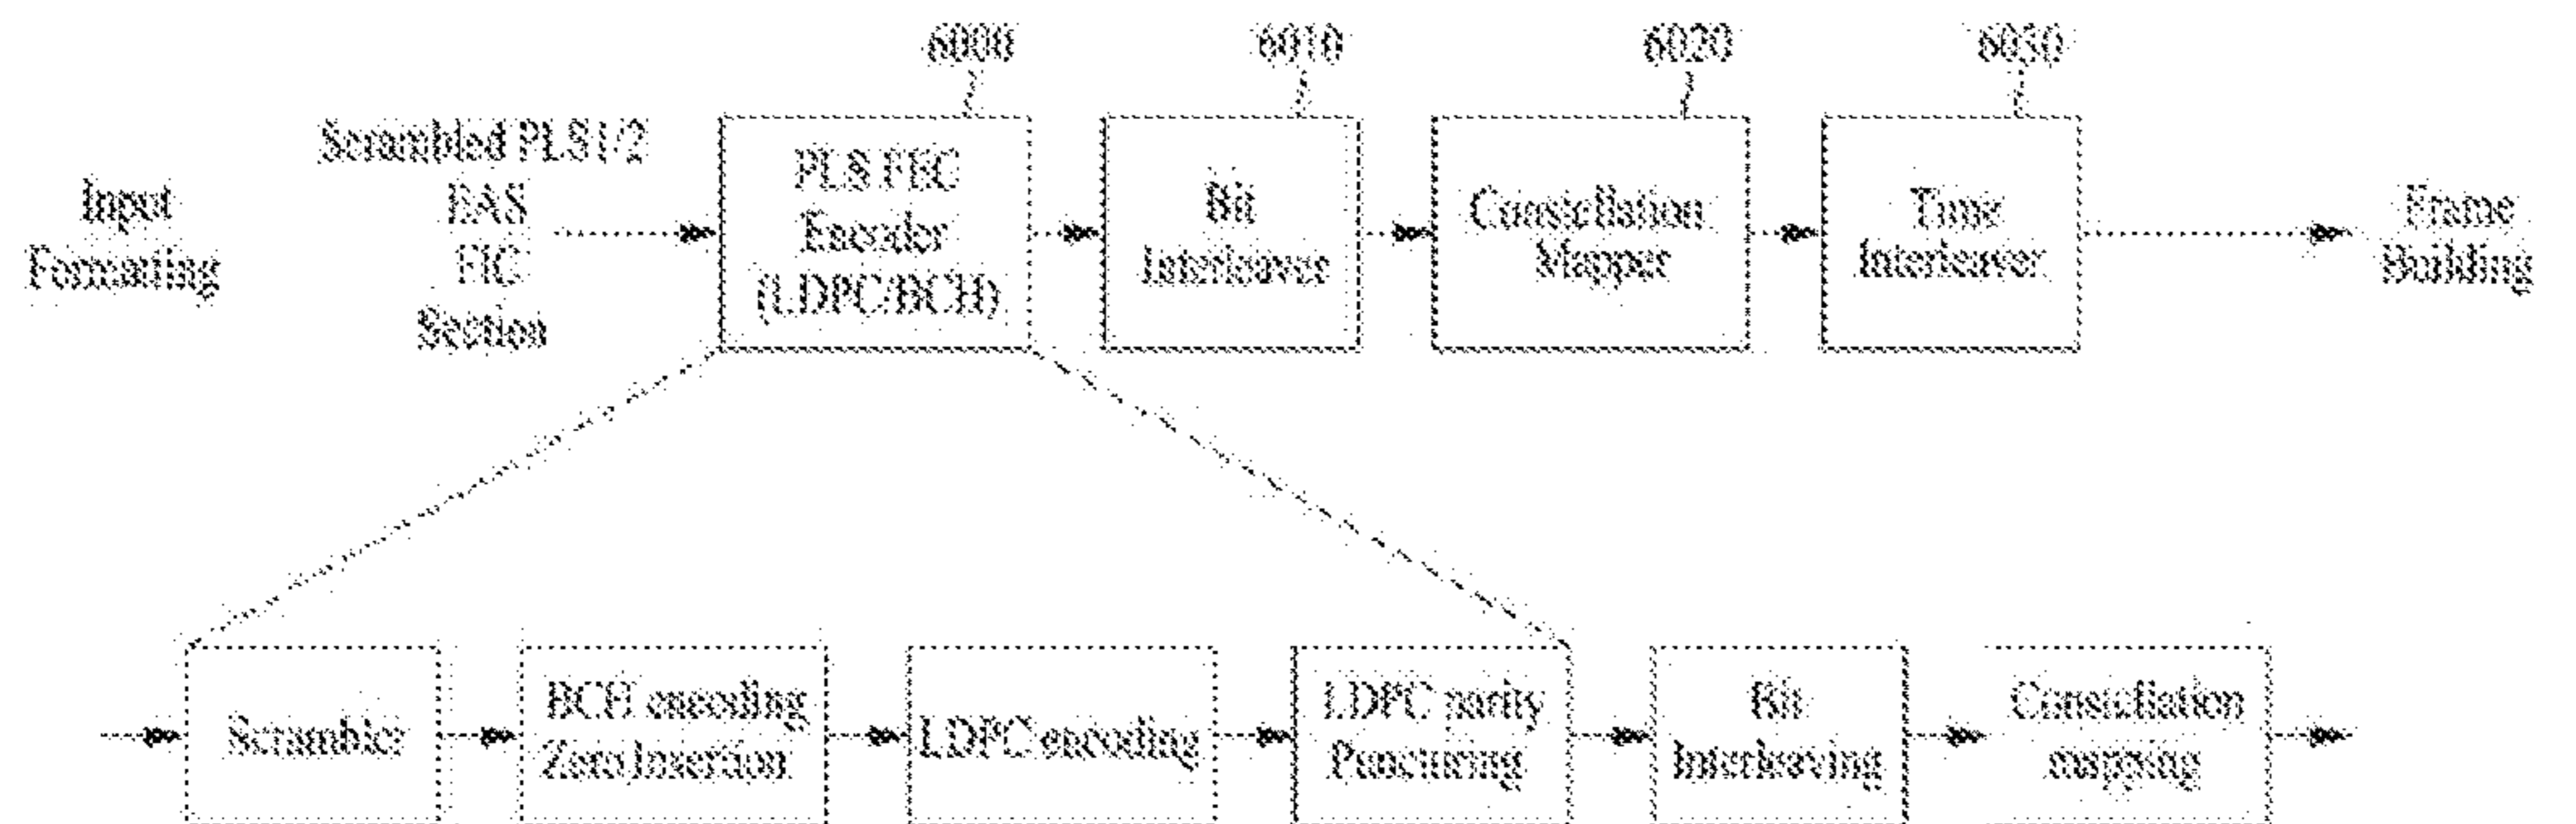 6000
6010
6020
6030
Input
Formatting
Scrambled PLS1/2
EAS
FIC
Section
PLS FEC
Encoder
(LDPC/BCH)
Bit
Interleaver
Constellation
Mapper
Time
Interleaver
Frame
Building
Scrambler
BCH encoding
Zero Insertion
LDPC encoding
LDPC parity
Puncturing
Bit
Interleaving
Constellation
mapping